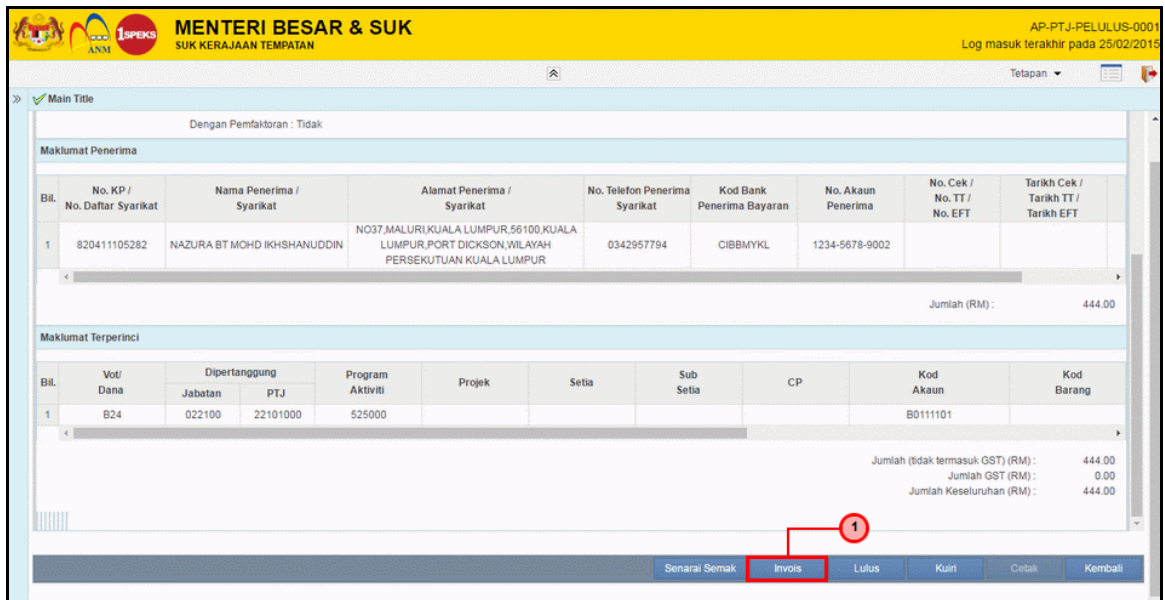 ANM
1SPEKS
MENTERI BESAR & SUK
SUK KERAJAAN TEMPATAN
AP-PTJ-PELULUS-0001
Log masuk terakhir pada 25/02/2015
Tetapan
Main Title
Dengan Pemfaktoran : Tidak
Maklumat Penerima
Bil.
No. KP /
No. Daftar Syarikat
Nama Penerima /
Syarikat
Alamat Penerima /
Syarikat
No. Telefon Penerima
Syarikat
Kod Bank
Penerima Bayaran
No. Akaun
Penerima
No. Cek /
No. TT /
No. EFT
Tarikh Cek /
Tarikh TT /
Tarikh EFT
1
820411105282
NAZURA BT MOHD IKHSHANUDDIN
NO37,MALURI,KUALA LUMPUR,56100,KUALA
LUMPUR,PORT DICKSON,WILAYAH
PERSEKUTUAN KUALA LUMPUR
0342957794
CIBBMYKL
1234-5678-9002
Jumlah (RM) : 444.00
Maklumat Terperinci
Bil.
Vot/
Dana
Dipertanggung
Jabatan
PTJ
Program
Aktiviti
Projek
Setia
Sub
Setia
CP
Kod
Akaun
Kod
Barang
1
B24
022100
22101000
525000
B0111101
Jumlah (tidak termasuk GST) (RM) : 444.00
Jumlah GST (RM) : 0.00
Jumlah Keseluruhan (RM) : 444.00
1
Senarai Semak
Invois
Lulus
Kuiri
Cetak
Kembali